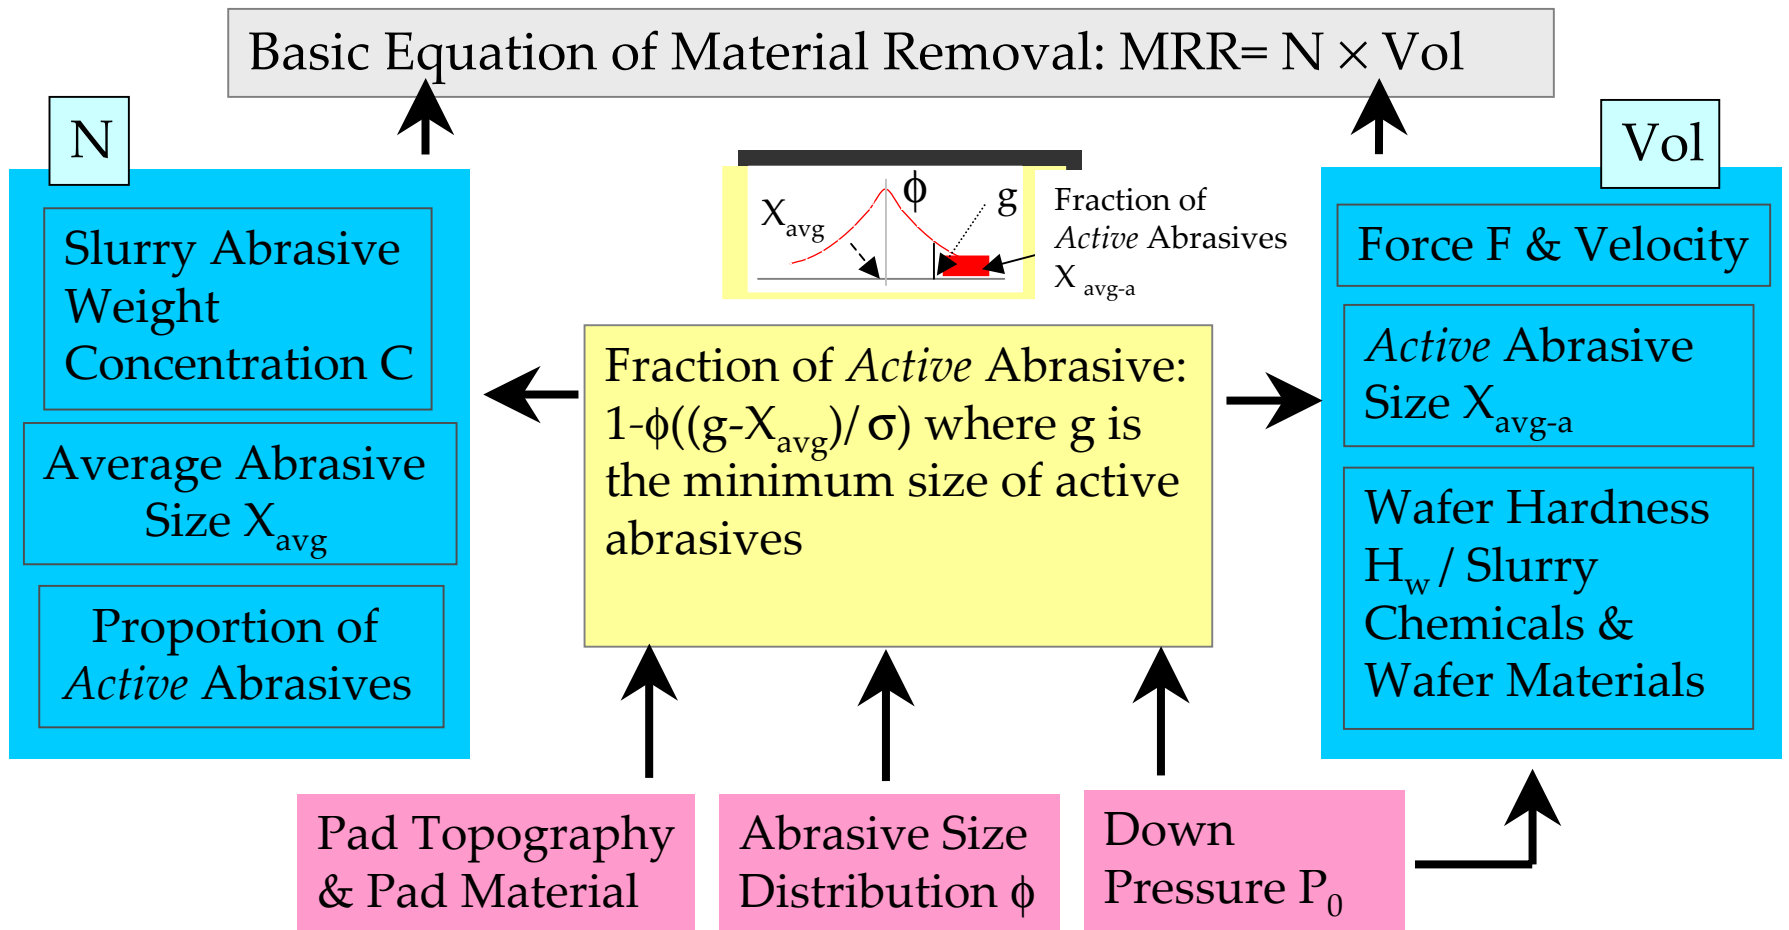 Basic Equation of Material Removal: MRR= N × Vol
N
Vol
Slurry Abrasive
Weight
Concentration C
Average Abrasive
Size Xavg
Proportion of
Active Abrasives
Xavg
ϕ
g
Fraction of
Active Abrasives
X avg-a
Fraction of Active Abrasive:
1-ϕ((g-Xavg)/ σ) where g is
the minimum size of active
abrasives
Force F & Velocity
Active Abrasive
Size Xavg-a
Wafer Hardness
Hw / Slurry
Chemicals &
Wafer Materials
Pad Topography
& Pad Material
Abrasive Size
Distribution ϕ
Down
Pressure P0